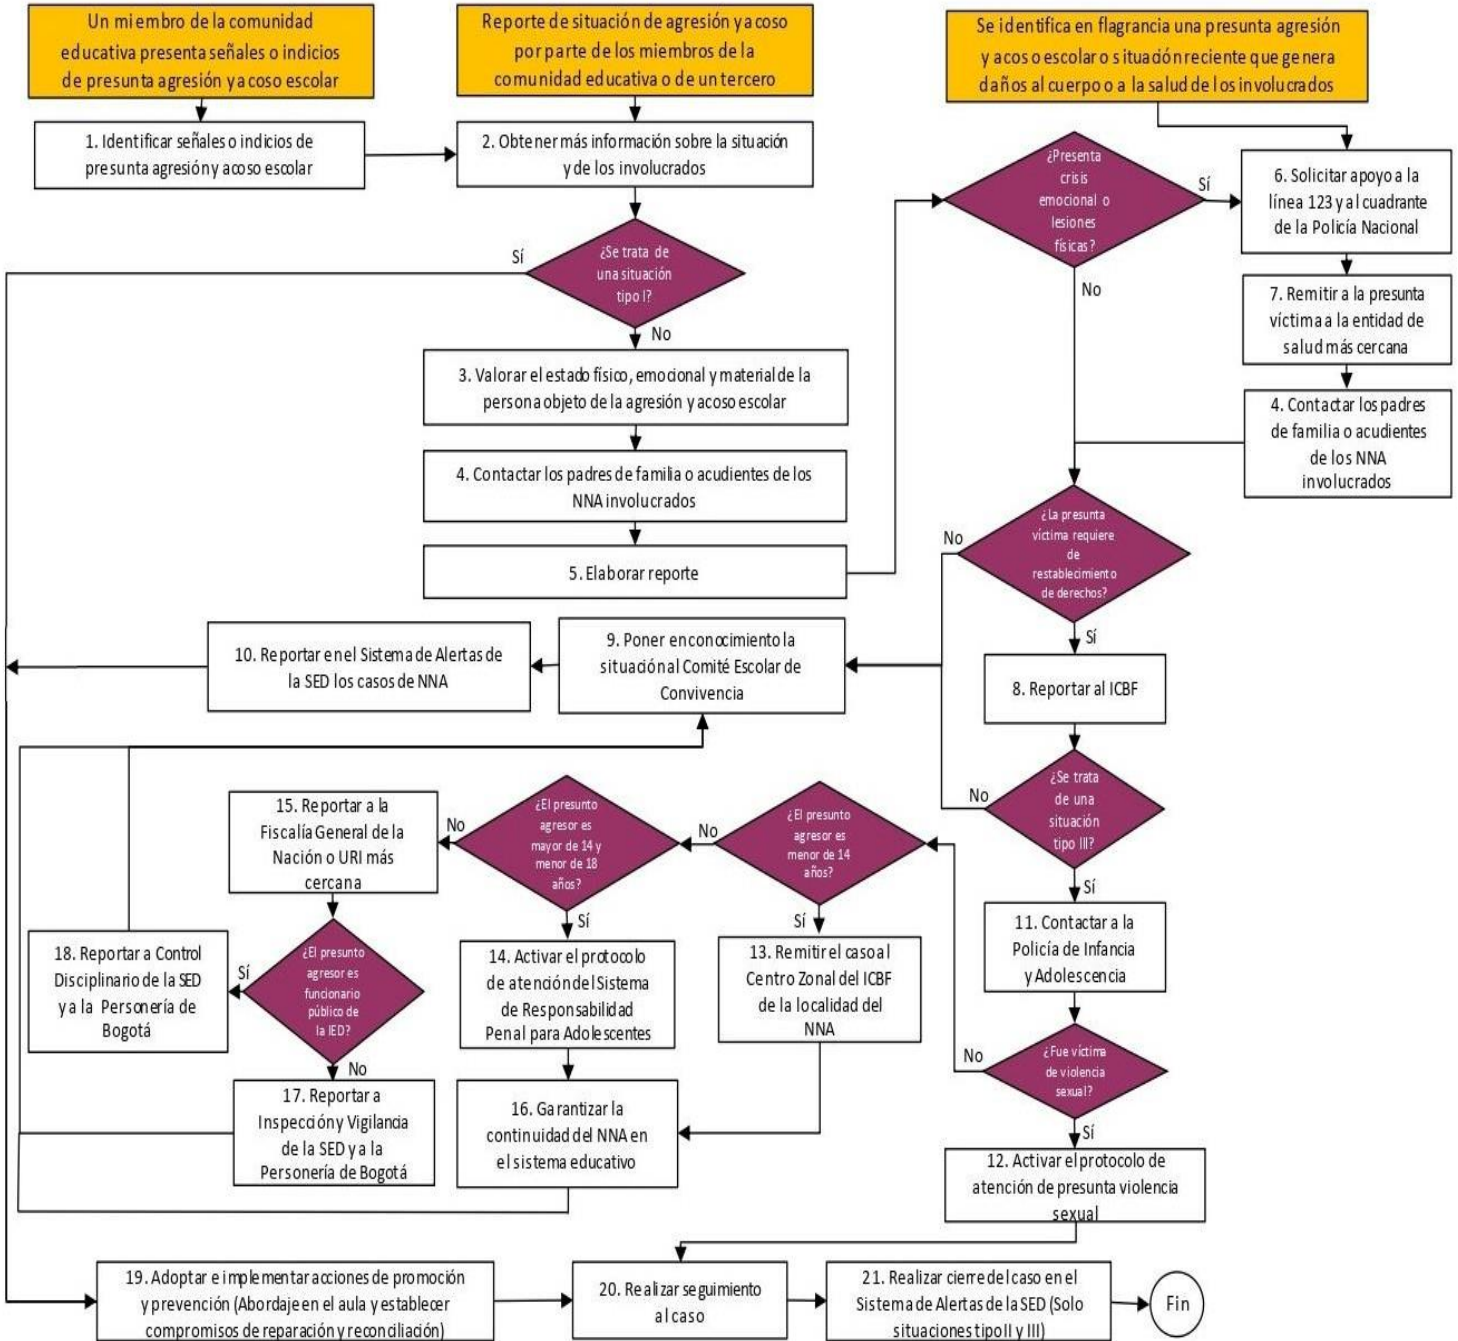 Un miembro de la comunidad
educativa presenta señales o indicios
de presunta agresión y acoso escolar
Reporte de situación de agresión y acoso
por parte de los miembros de la
comunidad educativa o de un tercero
Se identifica en flagrancia una presunta agresión
y acoso escolar o situación reciente que genera
daños al cuerpo o a la salud de los involucrados
1. Identificar señales o indicios de
presunta agresión y acoso escolar
2. Obtener más información sobre la situación
y de los involucrados
¿Presenta
crisis
emocional o
lesiones
físicas?
Sí
No
6. Solicitar apoyo a la
línea 123 y al cuadrante
de la Policía Nacional
¿Se trata de
una situación
tipo I?
Sí
No
7. Remitir a la presunta
víctima a la entidad de
salud más cercana
3. Valorar el estado físico, emocional y material de la
persona objeto de la agresión y acoso escolar
4. Contactar los padres
de familia o acudientes
de los NNA
involucrados
4. Contactar los padres de familia o acudientes de los
NNA involucrados
5. Elaborar reporte
¿La presunta
víctima requiere
de
restablecimiento
de derechos?
No
Sí
9. Poner en conocimiento la
situación al Comité Escolar de
Convivencia
10. Reportar en el Sistema de Alertas de
la SED los casos de NNA
8. Reportar al ICBF
¿Se trata
de una
situación
tipo III?
No
Sí
15. Reportar a la
Fiscalía General de la
Nación o URI más
cercana
No
¿El presunto
agresor es
mayor de 14 y
menor de 18
años?
Sí
No
¿El presunto
agresor es
menor de 14
años?
Sí
11. Contactar a la
Policía de Infancia
y Adolescencia
18. Reportar a Control
Disciplinario de la SED
y a la Personería de
Bogotá
Sí
¿El presunto
agresor es
funcionario
público de
la IED?
No
14. Activar el protocolo
de atención del Sistema
de Responsabilidad
Penal para Adolescentes
13. Remitir el caso al
Centro Zonal del ICBF
de la localidad del
NNA
No
¿Fue víctima
de violencia
sexual?
Sí
17. Reportar a
Inspección y Vigilancia
de la SED y a la
Personería de Bogotá
16. Garantizar la
continuidad del NNA en
el sistema educativo
12. Activar el protocolo de
atención de presunta violencia
sexual
19. Adoptar e implementar acciones de promoción
y prevención (Abordaje en el aula y establecer
compromisos de reparación y reconciliación)
20. Realizar seguimiento
al caso
21. Realizar cierre del caso en el
Sistema de Alertas de la SED (Solo
situaciones tipo II y III)
Fin